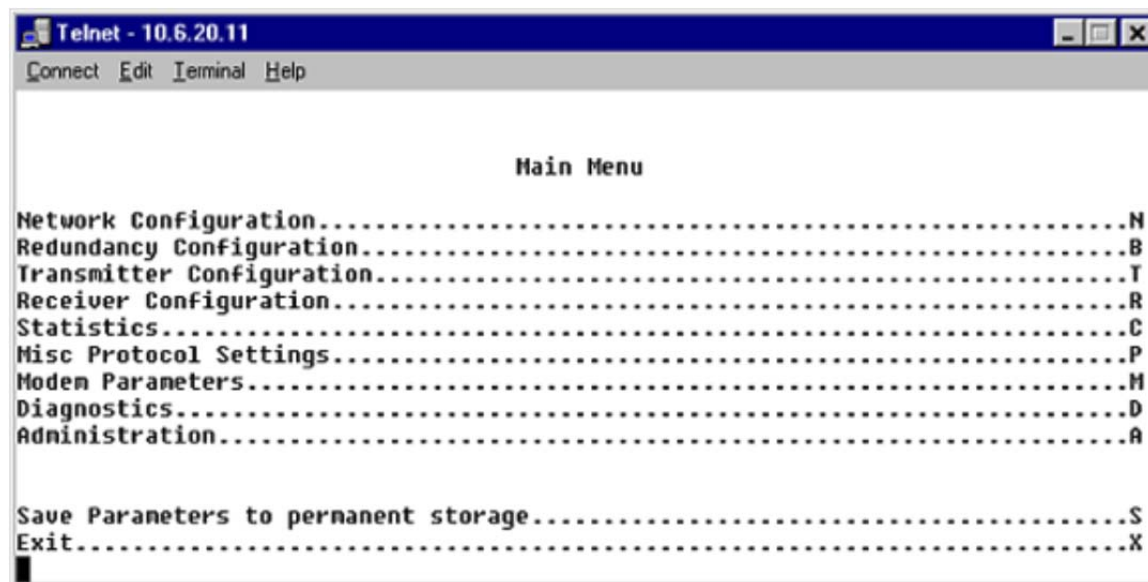 Telnet - 10.6.20.11
Connect Edit Terminal Help
Main Menu
Network Configuration.........................................................N
Redundancy Configuration......................................................B
Transmitter Configuration.....................................................T
Receiver Configuration........................................................R
Statistics....................................................................C
Misc Protocol Settings........................................................P
Modem Parameters..............................................................M
Diagnostics...................................................................D
Administration................................................................A
Save Parameters to permanent storage..........................................S
Exit..........................................................................X